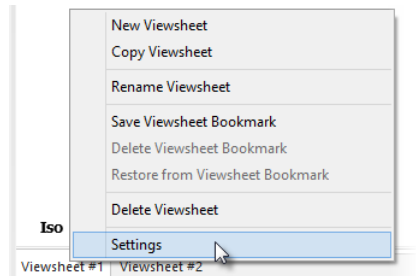 New Viewsheet
Copy Viewsheet
Rename Viewsheet
Save Viewsheet Bookmark
Delete Viewsheet Bookmark
Restore from Viewsheet Bookmark
Delete Viewsheet
Iso
Settings
Viewsheet #1 Viewsheet #2